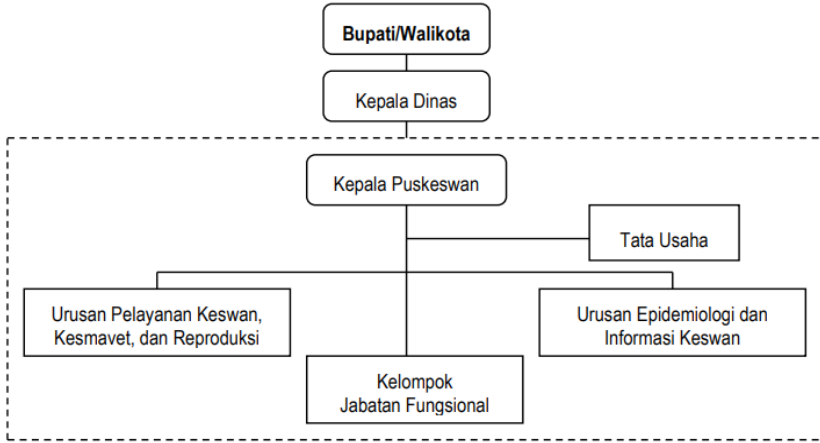 Bupati/Walikota
Kepala Dinas
Kepala Puskeswan
Tata Usaha
Urusan Pelayanan Keswan,
Kesmavet, dan Reproduksi
Urusan Epidemiologi dan
Informasi Keswan
Kelompok
Jabatan Fungsional